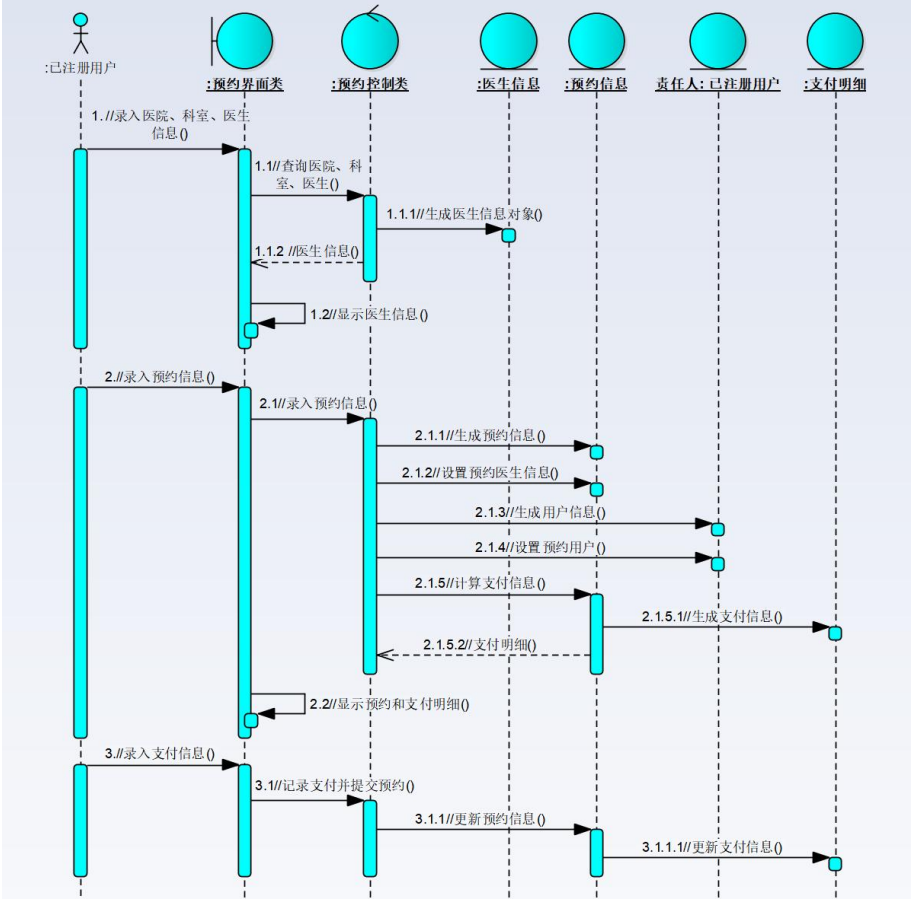 :已注册用户
:预约界面类
:预约控制类
:医生信息
:预约信息
责任人: 已注册用户
:支付明细
1.//录入医院、科室、医生
信息()
1.1//查询医院、科
室、医生()
1.1.1//生成医生信息对象()
1.1.2 //医生信息()
1.2//显示医生信息()
2.//录入预约信息()
2.1//录入预约信息()
2.1.1//生成预约信息()
2.1.2//设置预约医生信息()
2.1.3//生成用户信息()
2.1.4//设置预约用户()
2.1.5//计算支付信息()
2.1.5.1//生成支付信息()
2.1.5.2//支付明细()
2.2//显示预约和支付明细()
3.//录入支付信息()
3.1//记录支付并提交预约()
3.1.1//更新预约信息()
3.1.1.1//更新支付信息()